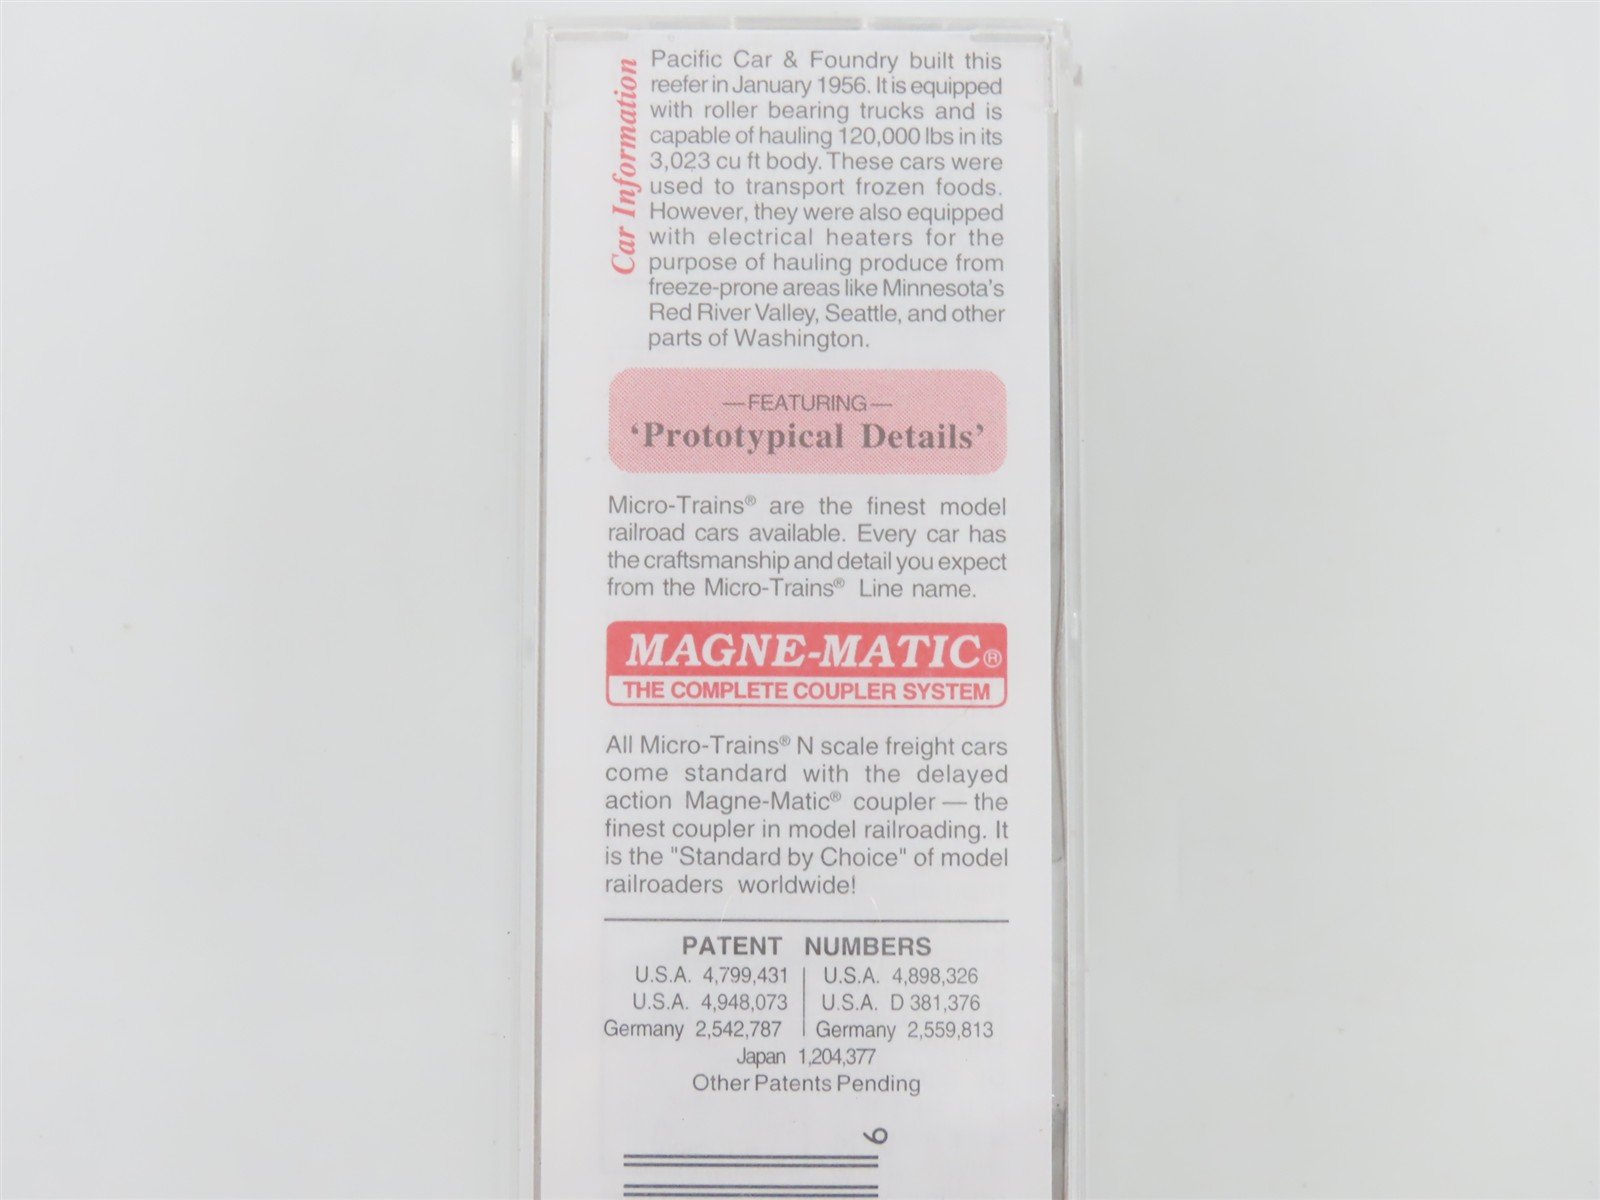 Car Information
Pacific Car & Foundry built this
reefer in January 1956. It is equipped
with roller bearing trucks and is
capable of hauling 120,000 lbs in its
3,023 cu ft body. These cars were
used to transport frozen foods.
However, they were also equipped
with electrical heaters for the
purpose of hauling produce from
freeze-prone areas like Minnesota's
Red River Valley, Seattle, and other
parts of Washington.
—FEATURING—
‘Prototypical Details’
Micro-Trains® are the finest model
railroad cars available. Every car has
the craftsmanship and detail you expect
from the Micro-Trains® Line name.
MAGNE-MATIC®
THE COMPLETE COUPLER SYSTEM
All Micro-Trains® N scale freight cars
come standard with the delayed
action Magne-Matic® coupler — the
finest coupler in model railroading. It
is the "Standard by Choice" of model
railroaders worldwide!
PATENT NUMBERS
U.S.A. 4,799,431 | U.S.A. 4,898,326
U.S.A. 4,948,073 | U.S.A. D 381,376
Germany 2,542,787 | Germany 2,559,813
Japan 1,204,377
Other Patents Pending
6